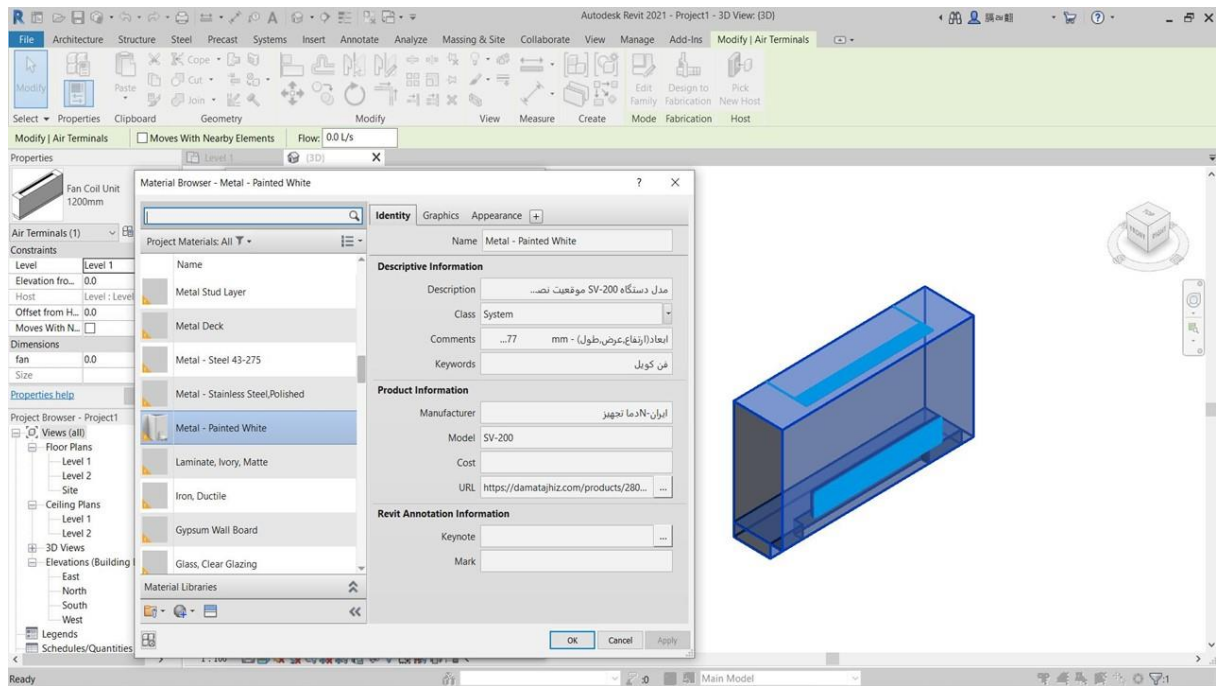 Autodesk Revit 2021 - Project1 - 3D View: {3D}
File Architecture Structure Steel Precast Systems Insert Annotate Analyze Massing & Site Collaborate View Manage Add-Ins Modify | Air Terminals
Modify Paste Cope Cut Join Edit Family Design to Fabrication Pick New Host
Select Properties Clipboard Geometry Modify View Measure Create Mode Fabrication Host
Modify | Air Terminals Moves With Nearby Elements Flow: 0.0 L/s
Properties Level 1 {3D}
Fan Coil Unit
1200mm
Air Terminals (1)
Constraints
Level Level 1
Elevation fro... 0.0
Host Level : Level
Offset from H... 0.0
Moves With N...
Dimensions
fan 0.0
Size
Properties help
Project Browser - Project1
Views (all)
Floor Plans
Level 1
Level 2
Site
Ceiling Plans
Level 1
Level 2
3D Views
Elevations (Building
East
North
South
West
Legends
Schedules/Quantities
Material Browser - Metal - Painted White ?
Project Materials: All
Name
Metal Stud Layer
Metal Deck
Metal - Steel 43-275
Metal - Stainless Steel,Polished
Metal - Painted White
Laminate, Ivory, Matte
Iron, Ductile
Gypsum Wall Board
Glass, Clear Glazing
Material Libraries
Identity Graphics Appearance
Name Metal - Painted White
Descriptive Information
Description مدل دستگاه SV-200 موقعیت نصـ...
Class System
Comments ابعاد(ارتفاع,عرض,طول) - mm 77...
Keywords فن کویل
Product Information
Manufacturer ایران-Nدما تجهیز
Model SV-200
Cost
URL https://damatajhiz.com/products/280... ...
Revit Annotation Information
Keynote ...
Mark
OK Cancel Apply
TOP
FRONT RIGHT
1 : 100
Ready :0 Main Model :1